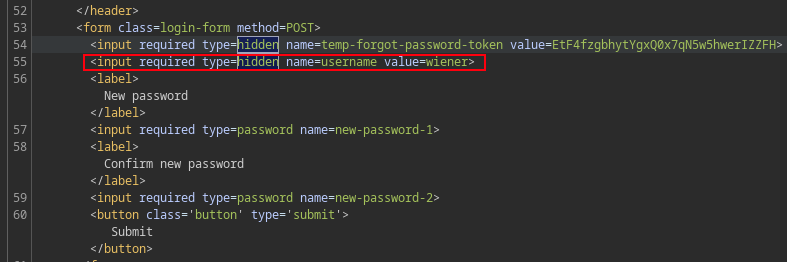 52 </header>
53 <form class=login-form method=POST>
54 <input required type=hidden name=temp-forgot-password-token value=EtF4fzgbhytYgxQ0x7qN5w5hwerIZZFH>
55 <input required type=hidden name=username value=wiener>
56 <label>
New password
</label>
57 <input required type=password name=new-password-1>
58 <label>
Confirm new password
</label>
59 <input required type=password name=new-password-2>
60 <button class='button' type='submit'>
Submit
</button>